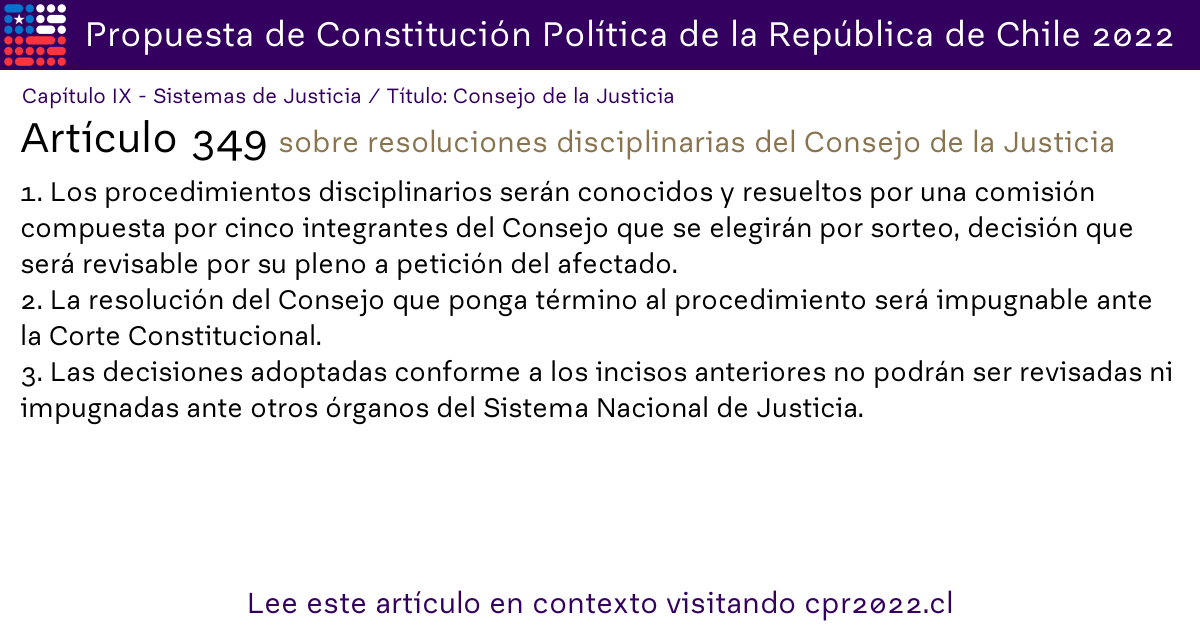 Propuesta de Constitución Política de la República de Chile 2022
Capítulo IX - Sistemas de Justicia / Título: Consejo de la Justicia
Artículo 349 sobre resoluciones disciplinarias del Consejo de la Justicia
1. Los procedimientos disciplinarios serán conocidos y resueltos por una comisión
compuesta por cinco integrantes del Consejo que se elegirán por sorteo, decisión que
será revisable por su pleno a petición del afectado.
2. La resolución del Consejo que ponga término al procedimiento será impugnable ante
la Corte Constitucional.
3. Las decisiones adoptadas conforme a los incisos anteriores no podrán ser revisadas ni
impugnadas ante otros órganos del Sistema Nacional de Justicia.
Lee este artículo en contexto visitando cpr2022.cl